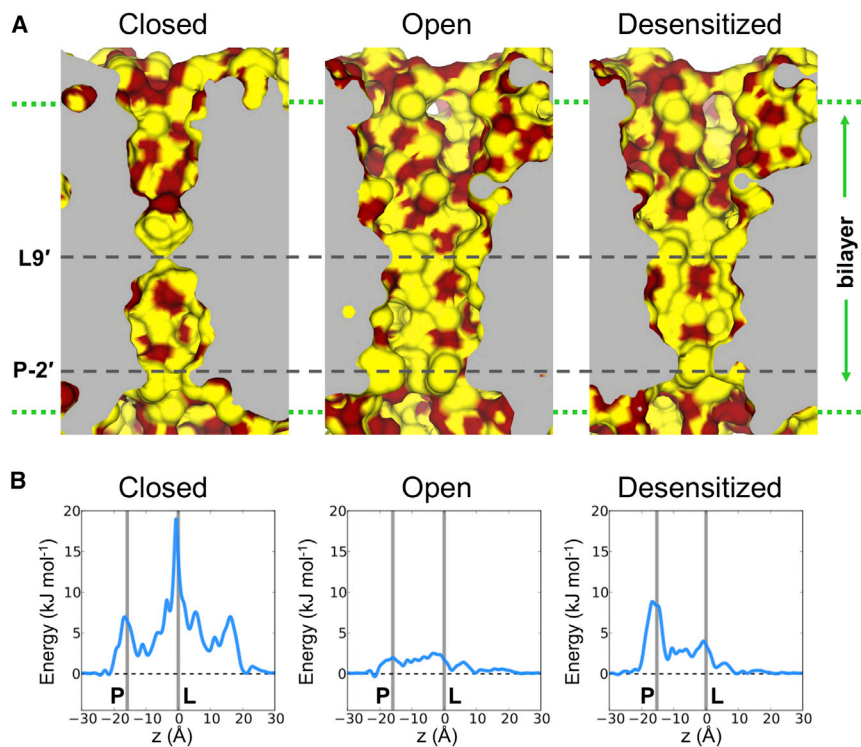 A
Closed
Open
Desensitized
L9′
P-2′
bilayer
B
Closed
Open
Desensitized
Energy (kJ mol⁻¹)
20
15
10
5
0
P
L
−30 −20 −10 0 10 20 30
z (Å)
Energy (kJ mol⁻¹)
20
15
10
5
0
P
L
−30 −20 −10 0 10 20 30
z (Å)
Energy (kJ mol⁻¹)
20
15
10
5
0
P
L
−30 −20 −10 0 10 20 30
z (Å)